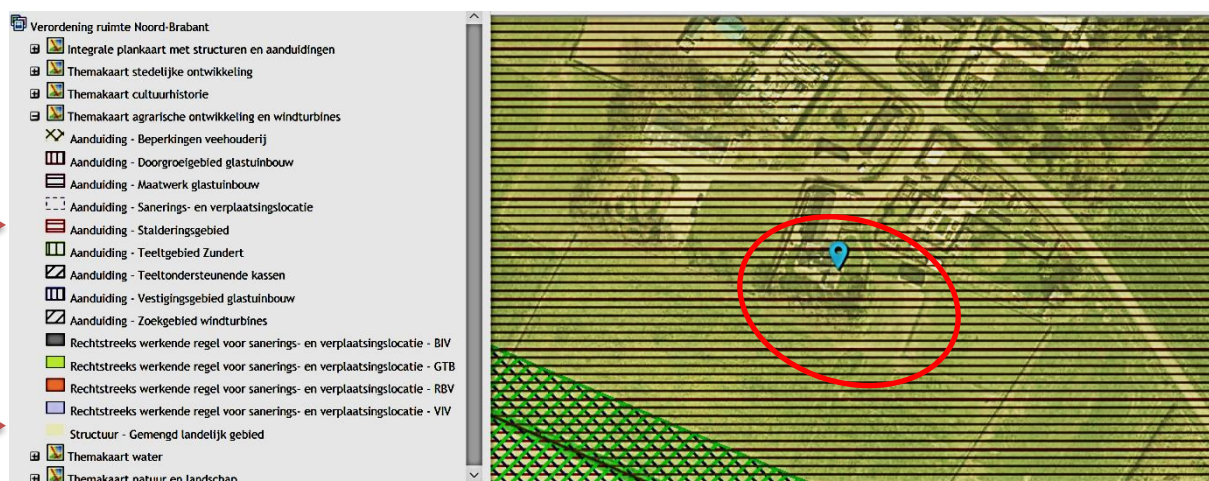 Verordening ruimte Noord-Brabant
Integrale plankaart met structuren en aanduidingen
Themakaart stedelijke ontwikkeling
Themakaart cultuurhistorie
Themakaart agrarische ontwikkeling en windturbines
Aanduiding - Beperkingen veehouderij
Aanduiding - Doorgroeigebied glastuinbouw
Aanduiding - Maatwerk glastuinbouw
Aanduiding - Sanerings- en verplaatsingslocatie
Aanduiding - Stalderingsgebied
Aanduiding - Teeltgebied Zundert
Aanduiding - Teeltondersteunende kassen
Aanduiding - Vestigingsgebied glastuinbouw
Aanduiding - Zoekgebied windturbines
Rechtstreeks werkende regel voor sanerings- en verplaatsingslocatie - BIV
Rechtstreeks werkende regel voor sanerings- en verplaatsingslocatie - GTB
Rechtstreeks werkende regel voor sanerings- en verplaatsingslocatie - RBV
Rechtstreeks werkende regel voor sanerings- en verplaatsingslocatie - VIV
Structuur - Gemengd landelijk gebied
Themakaart water
Themakaart natuur en landschap